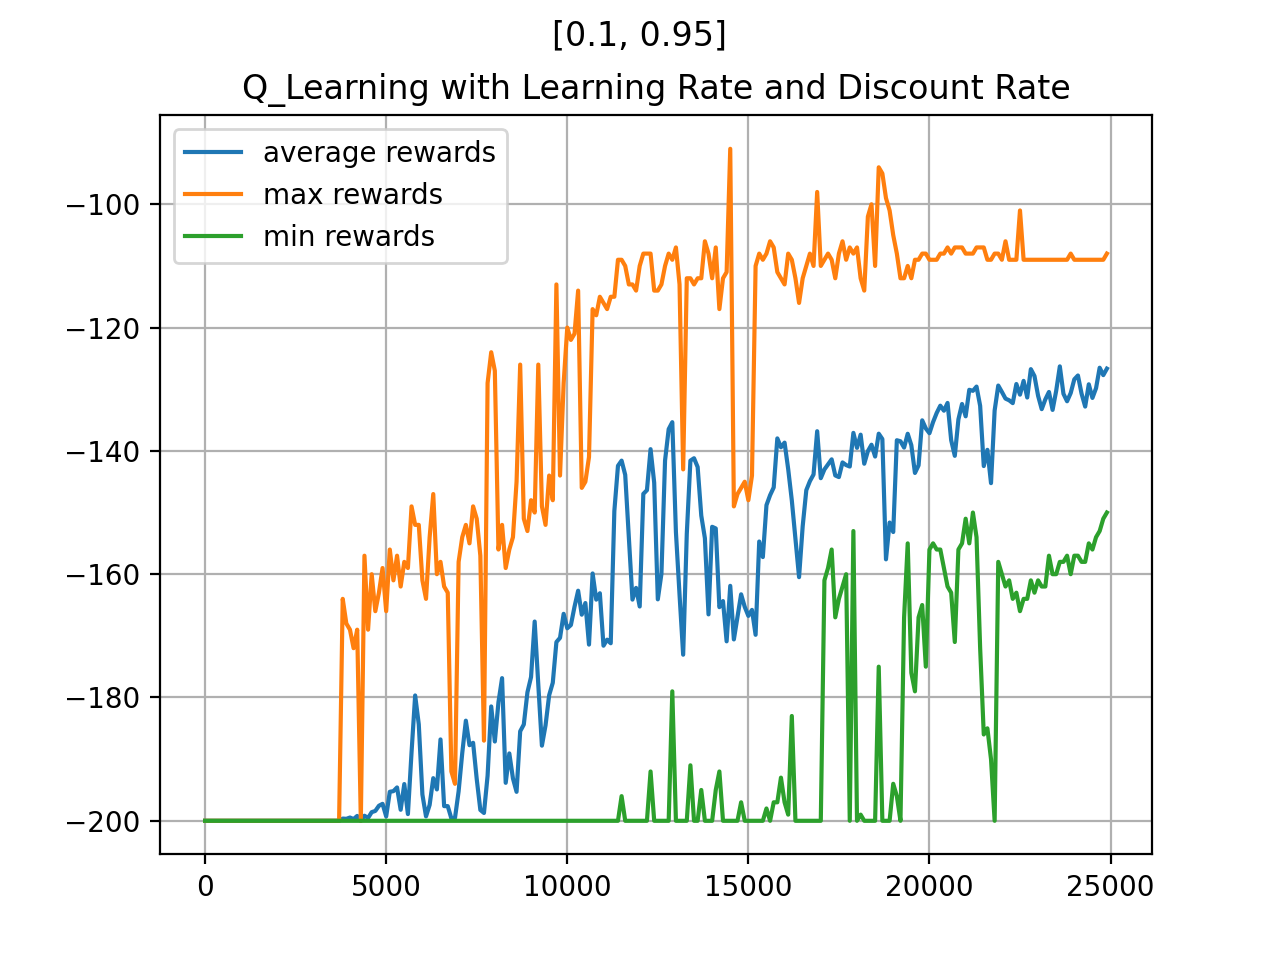 [0.1, 0.95]
Q_Learning with Learning Rate and Discount Rate
average rewards
max rewards
min rewards
−100
−120
−140
−160
−180
−200
0 5000 10000 15000 20000 25000